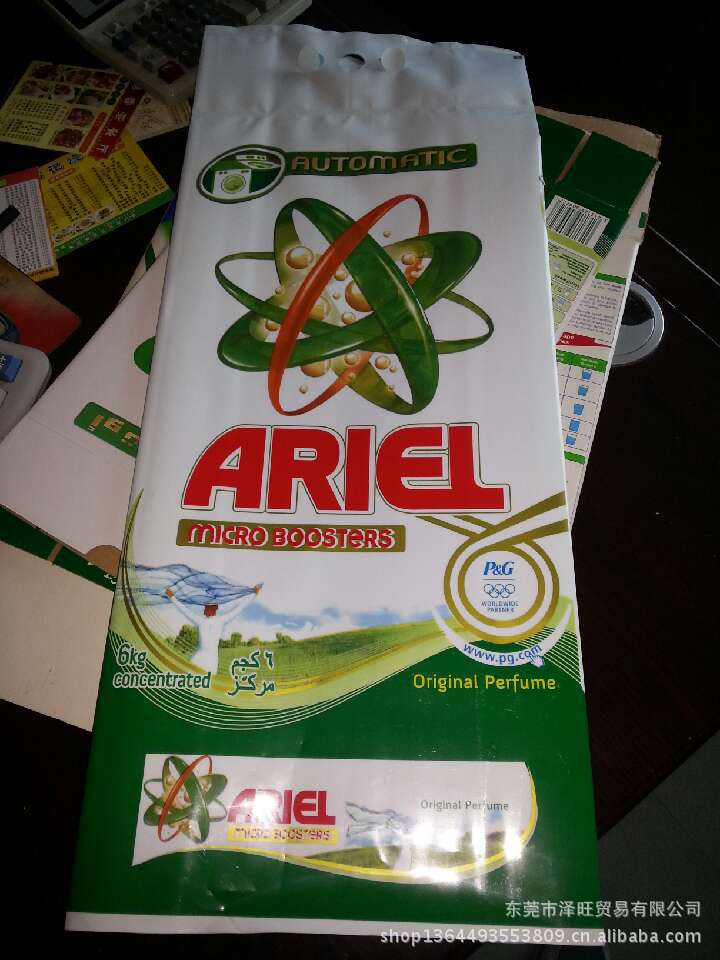 AUTOMATIC
ARIEL
MICRO BOOSTERS
P&G
WORLDWIDE
PARTNER
www.pg.com
6kg
concentrated
٦ كجم
مركز
Original Perfume
ARIEL
MICRO BOOSTERS
Original Perfume
东莞市泽旺贸易有限公司
shop1364493553809.cn.alibaba.com